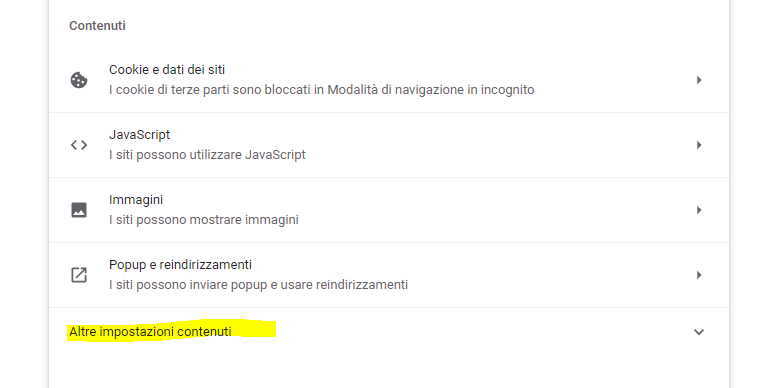 Contenuti
Cookie e dati dei siti
I cookie di terze parti sono bloccati in Modalità di navigazione in incognito
JavaScript
I siti possono utilizzare JavaScript
Immagini
I siti possono mostrare immagini
Popup e reindirizzamenti
I siti possono inviare popup e usare reindirizzamenti
Altre impostazioni contenuti